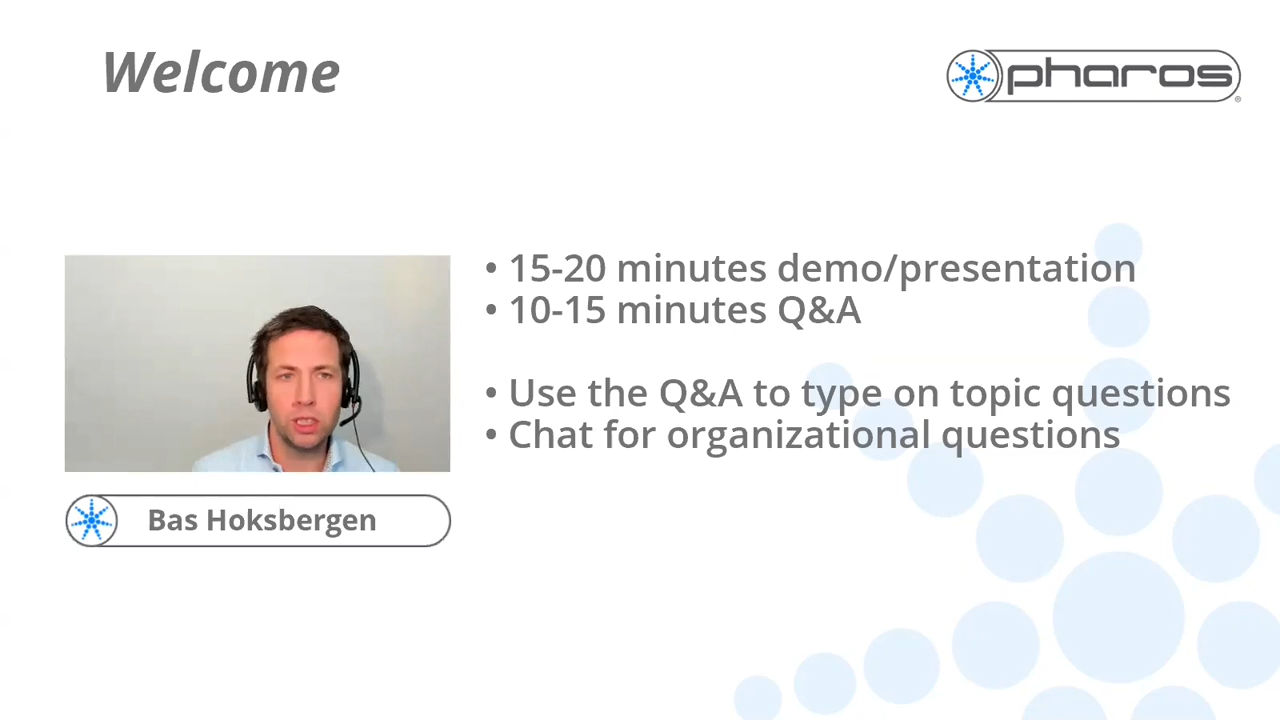 Welcome
pharos
• 15-20 minutes demo/presentation
• 10-15 minutes Q&A
• Use the Q&A to type on topic questions
• Chat for organizational questions
Bas Hoksbergen